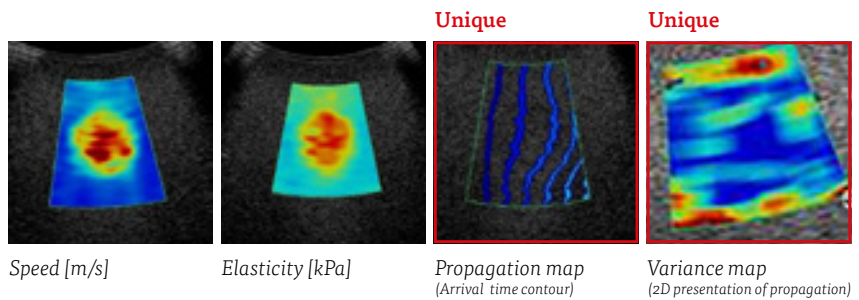 Unique
Unique
Speed [m/s]
Elasticity [kPa]
Propagation map
(Arrival time contour)
Variance map
(2D presentation of propagation)